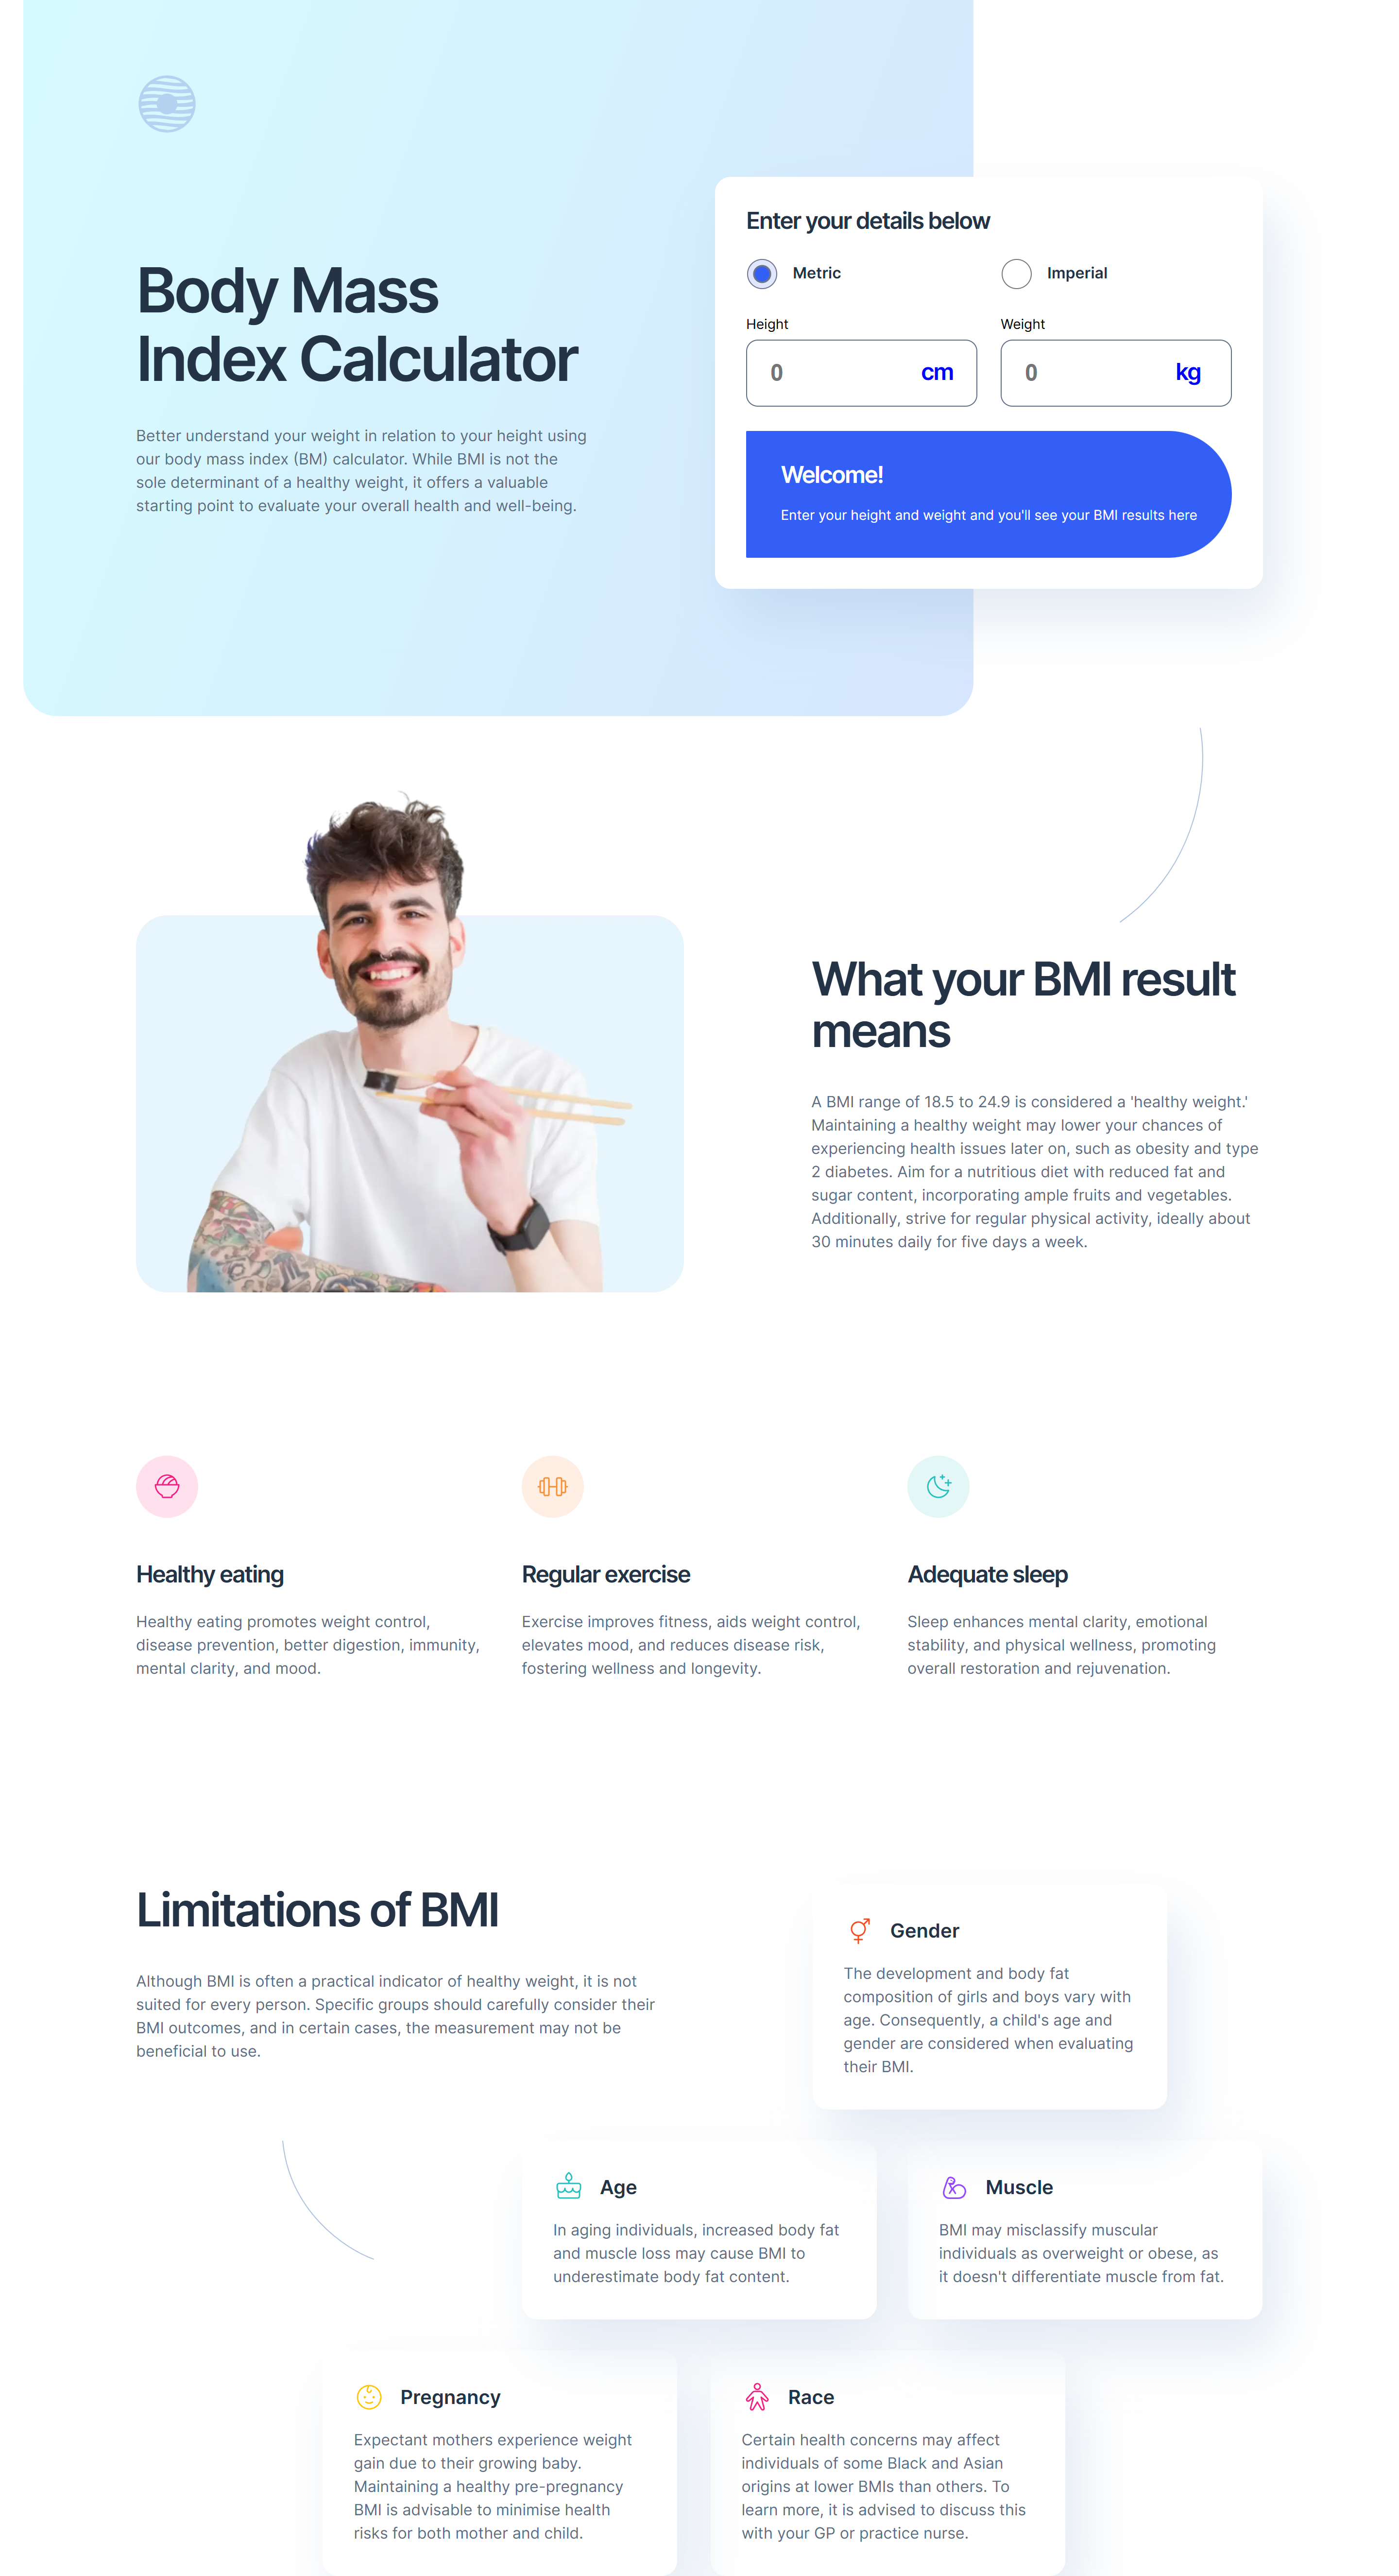 Body Mass
Index Calculator
Better understand your weight in relation to your height using
our body mass index (BM) calculator. While BMI is not the
sole determinant of a healthy weight, it offers a valuable
starting point to evaluate your overall health and well-being.
Enter your details below
Metric
Imperial
Height
Weight
0 cm
0 kg
Welcome!
Enter your height and weight and you'll see your BMI results here
What your BMI result
means
A BMI range of 18.5 to 24.9 is considered a 'healthy weight.'
Maintaining a healthy weight may lower your chances of
experiencing health issues later on, such as obesity and type
2 diabetes. Aim for a nutritious diet with reduced fat and
sugar content, incorporating ample fruits and vegetables.
Additionally, strive for regular physical activity, ideally about
30 minutes daily for five days a week.
Healthy eating
Healthy eating promotes weight control,
disease prevention, better digestion, immunity,
mental clarity, and mood.
Regular exercise
Exercise improves fitness, aids weight control,
elevates mood, and reduces disease risk,
fostering wellness and longevity.
Adequate sleep
Sleep enhances mental clarity, emotional
stability, and physical wellness, promoting
overall restoration and rejuvenation.
Limitations of BMI
Although BMI is often a practical indicator of healthy weight, it is not
suited for every person. Specific groups should carefully consider their
BMI outcomes, and in certain cases, the measurement may not be
beneficial to use.
Gender
The development and body fat
composition of girls and boys vary with
age. Consequently, a child's age and
gender are considered when evaluating
their BMI.
Age
In aging individuals, increased body fat
and muscle loss may cause BMI to
underestimate body fat content.
Muscle
BMI may misclassify muscular
individuals as overweight or obese, as
it doesn't differentiate muscle from fat.
Pregnancy
Expectant mothers experience weight
gain due to their growing baby.
Maintaining a healthy pre-pregnancy
BMI is advisable to minimise health
risks for both mother and child.
Race
Certain health concerns may affect
individuals of some Black and Asian
origins at lower BMIs than others. To
learn more, it is advised to discuss this
with your GP or practice nurse.